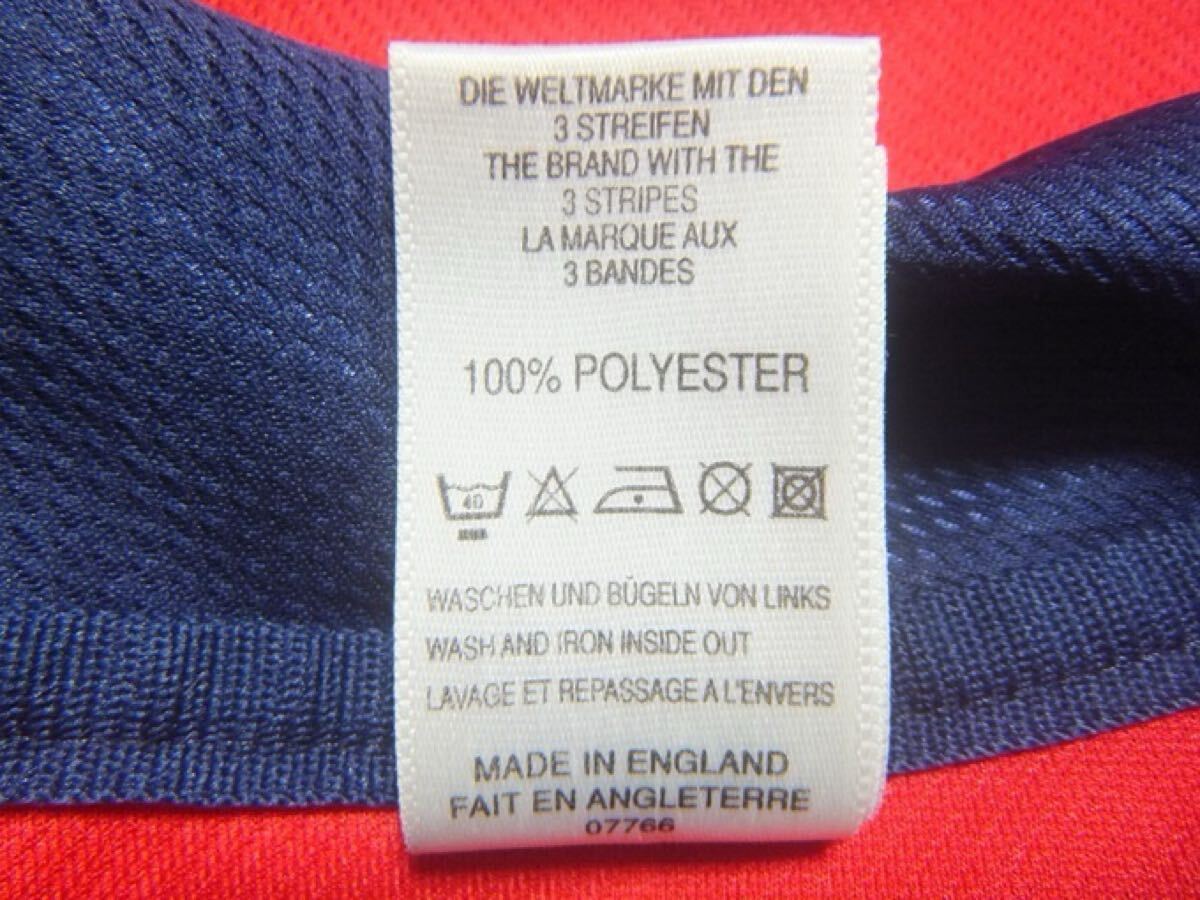 DIE WELTMARKE MIT DEN
3 STREIFEN
THE BRAND WITH THE
3 STRIPES
LA MARQUE AUX
3 BANDES
100% POLYESTER
40
WASCHEN UND BÜGELN VON LINKS
WASH AND IRON INSIDE OUT
LAVAGE ET REPASSAGE A L'ENVERS
MADE IN ENGLAND
FAIT EN ANGLETERRE
07766